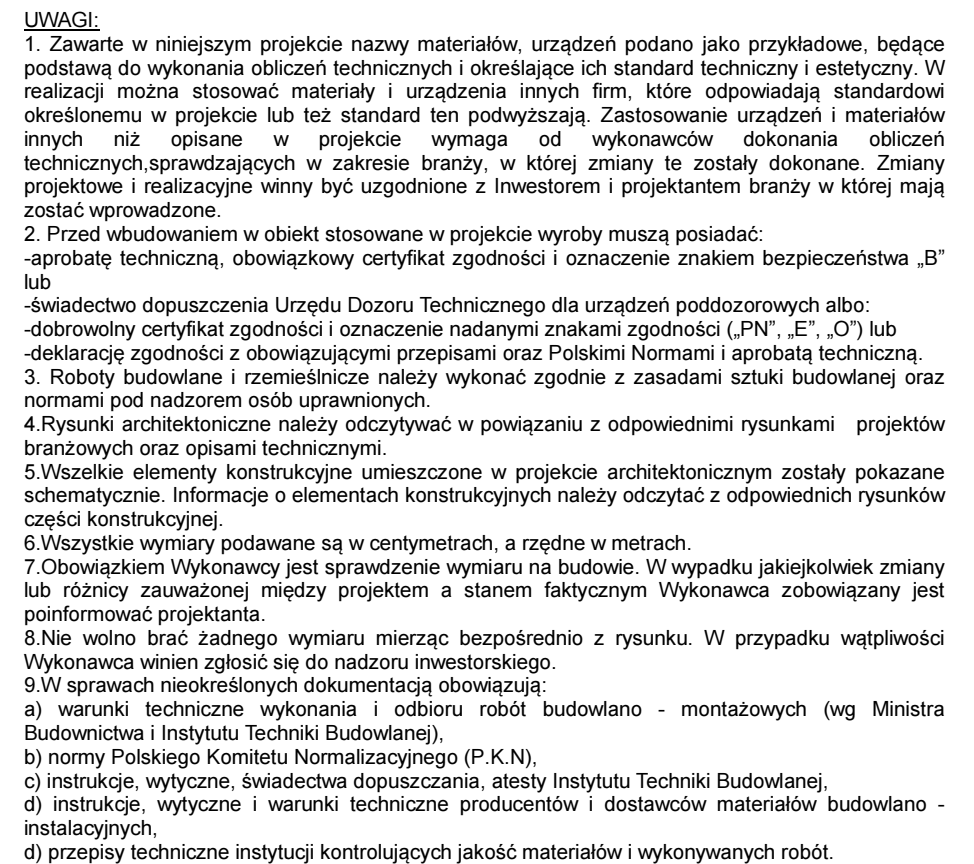 UWAGI:
1. Zawarte w niniejszym projekcie nazwy materiałów, urządzeń podano jako przykładowe, będące
podstawą do wykonania obliczeń technicznych i określające ich standard techniczny i estetyczny. W
realizacji można stosować materiały i urządzenia innych firm, które odpowiadają standardowi
określonemu w projekcie lub też standard ten podwyższają. Zastosowanie urządzeń i materiałów
innych niż opisane w projekcie wymaga od wykonawców dokonania obliczeń
technicznych,sprawdzających w zakresie branży, w której zmiany te zostały dokonane. Zmiany
projektowe i realizacyjne winny być uzgodnione z Inwestorem i projektantem branży w której mają
zostać wprowadzone.
2. Przed wbudowaniem w obiekt stosowane w projekcie wyroby muszą posiadać:
-aprobatę techniczną, obowiązkowy certyfikat zgodności i oznaczenie znakiem bezpieczeństwa „B”
lub
-świadectwo dopuszczenia Urzędu Dozoru Technicznego dla urządzeń poddozorowych albo:
-dobrowolny certyfikat zgodności i oznaczenie nadanymi znakami zgodności („PN”, „E”, „O”) lub
-deklarację zgodności z obowiązującymi przepisami oraz Polskimi Normami i aprobatą techniczną.
3. Roboty budowlane i rzemieślnicze należy wykonać zgodnie z zasadami sztuki budowlanej oraz
normami pod nadzorem osób uprawnionych.
4.Rysunki architektoniczne należy odczytywać w powiązaniu z odpowiednimi rysunkami projektów
branżowych oraz opisami technicznymi.
5.Wszelkie elementy konstrukcyjne umieszczone w projekcie architektonicznym zostały pokazane
schematycznie. Informacje o elementach konstrukcyjnych należy odczytać z odpowiednich rysunków
części konstrukcyjnej.
6.Wszystkie wymiary podawane są w centymetrach, a rzędne w metrach.
7.Obowiązkiem Wykonawcy jest sprawdzenie wymiaru na budowie. W wypadku jakiejkolwiek zmiany
lub różnicy zauważonej między projektem a stanem faktycznym Wykonawca zobowiązany jest
poinformować projektanta.
8.Nie wolno brać żadnego wymiaru mierząc bezpośrednio z rysunku. W przypadku wątpliwości
Wykonawca winien zgłosić się do nadzoru inwestorskiego.
9.W sprawach nieokreślonych dokumentacją obowiązują:
a) warunki techniczne wykonania i odbioru robót budowlano - montażowych (wg Ministra
Budownictwa i Instytutu Techniki Budowlanej),
b) normy Polskiego Komitetu Normalizacyjnego (P.K.N),
c) instrukcje, wytyczne, świadectwa dopuszczania, atesty Instytutu Techniki Budowlanej,
d) instrukcje, wytyczne i warunki techniczne producentów i dostawców materiałów budowlano -
instalacyjnych,
d) przepisy techniczne instytucji kontrolujących jakość materiałów i wykonywanych robót.